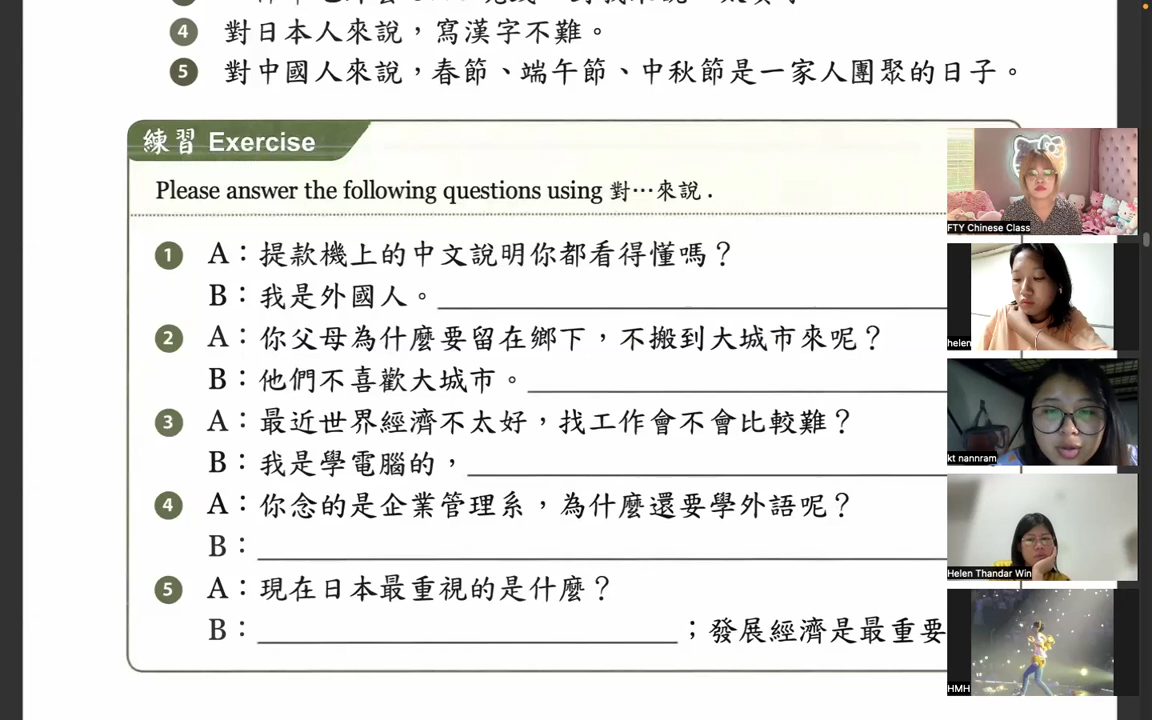 4 對日本人來說，寫漢字不難。
5 對中國人來說，春節、端午節、中秋節是一家人團聚的日子。
練習 Exercise
Please answer the following questions using 對…來說 .
1 A：提款機上的中文說明你都看得懂嗎？
B：我是外國人。
2 A：你父母為什麼要留在鄉下，不搬到大城市來呢？
B：他們不喜歡大城市。
3 A：最近世界經濟不太好，找工作會不會比較難？
B：我是學電腦的，
4 A：你念的是企業管理系，為什麼還要學外語呢？
B：
5 A：現在日本最重視的是什麼？
B： ；發展經濟是最重要
FTY Chinese Class
helen
kt nannram
Helen Thandar Win
HMH